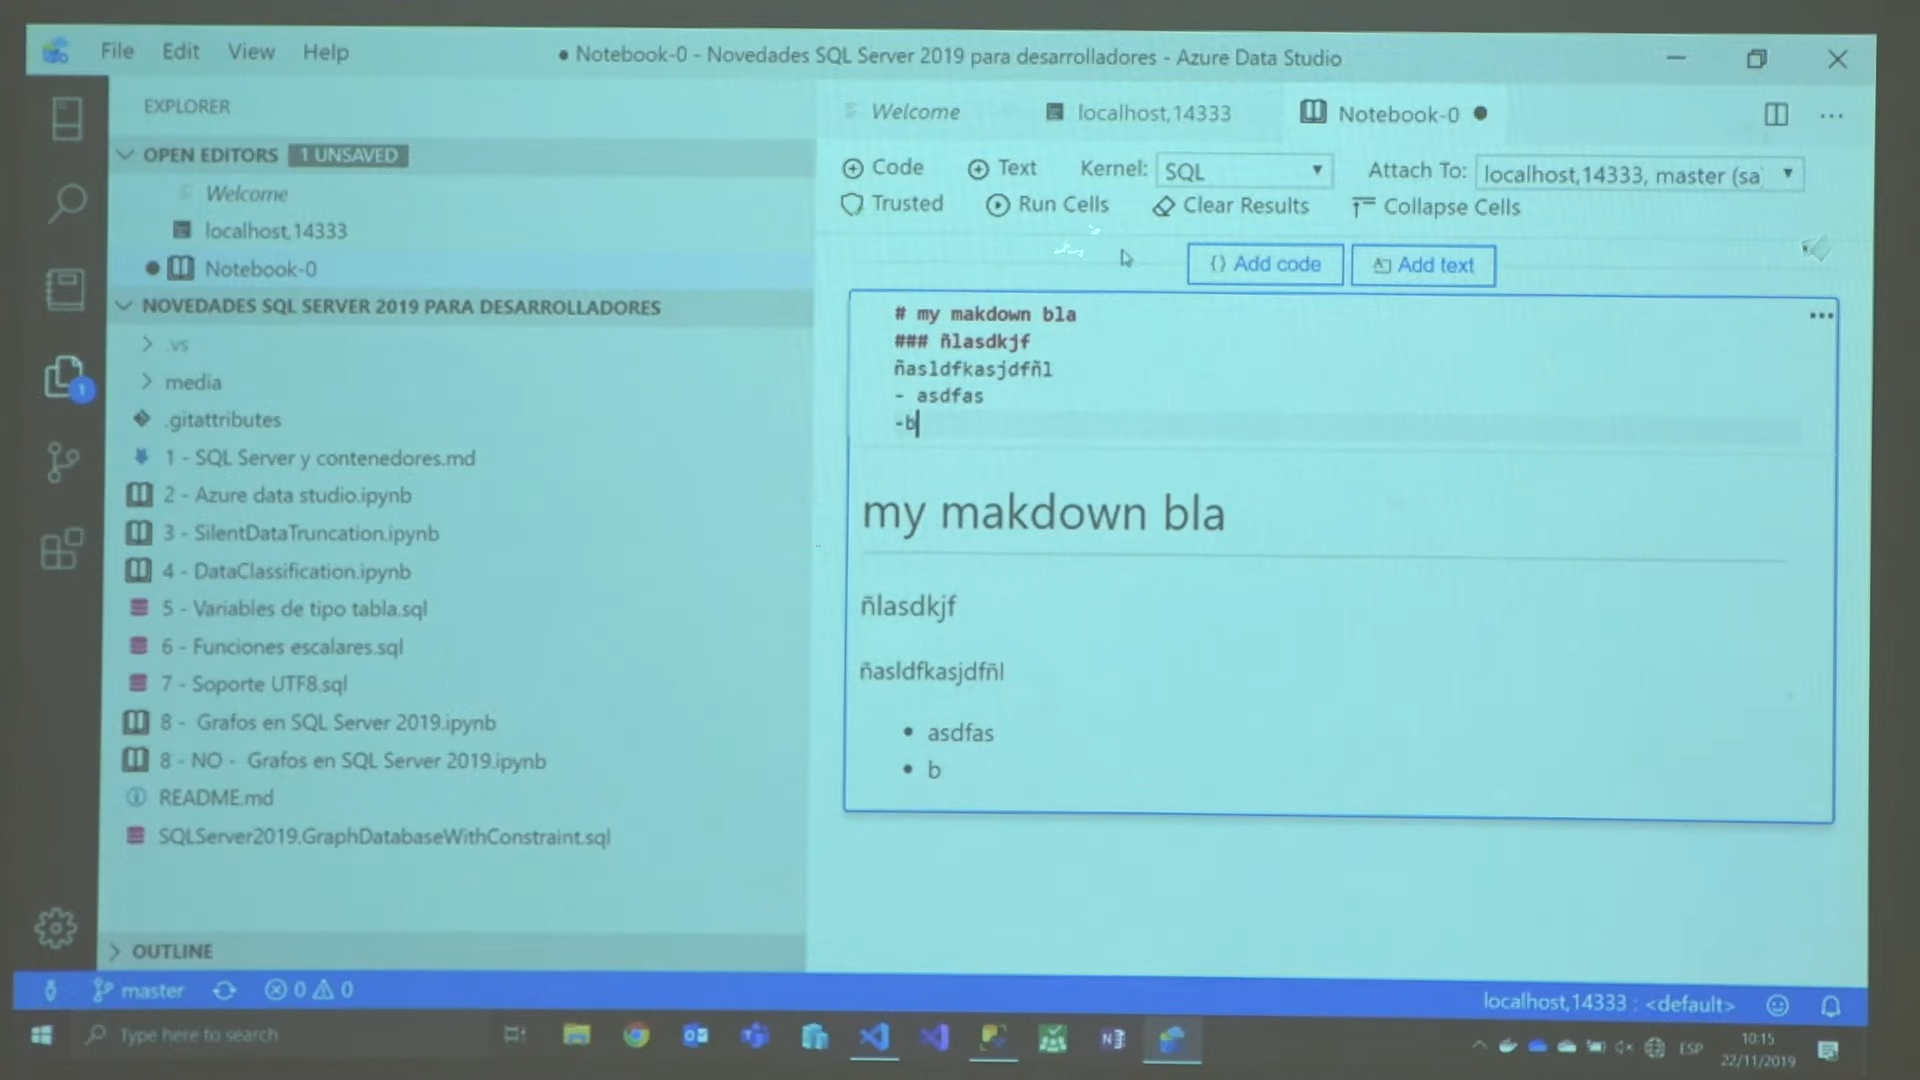 File Edit View Help
● Notebook-0 - Novedades SQL Server 2019 para desarrolladores - Azure Data Studio
EXPLORER
OPEN EDITORS 1 UNSAVED
Welcome
localhost,14333
Notebook-0
NOVEDADES SQL SERVER 2019 PARA DESARROLLADORES
.vs
media
.gitattributes
1 - SQL Server y contenedores.md
2 - Azure data studio.ipynb
3 - SilentDataTruncation.ipynb
4 - DataClassification.ipynb
5 - Variables de tipo tabla.sql
6 - Funciones escalares.sql
7 - Soporte UTF8.sql
8 - Grafos en SQL Server 2019.ipynb
8 - NO - Grafos en SQL Server 2019.ipynb
README.md
SQLServer2019.GraphDatabaseWithConstraint.sql
OUTLINE
Welcome localhost,14333 Notebook-0
Code Text Kernel: SQL Attach To: localhost,14333, master (sa
Trusted Run Cells Clear Results Collapse Cells
Add code Add text
# my makdown bla
### ñlasdkjf
ñasldfkasjdfñl
- asdfas
-b
my makdown bla
ñlasdkjf
ñasldfkasjdfñl
• asdfas
• b
1
master 0 0
localhost,14333 : <default>
Type here to search
ESP
10:15
22/11/2019